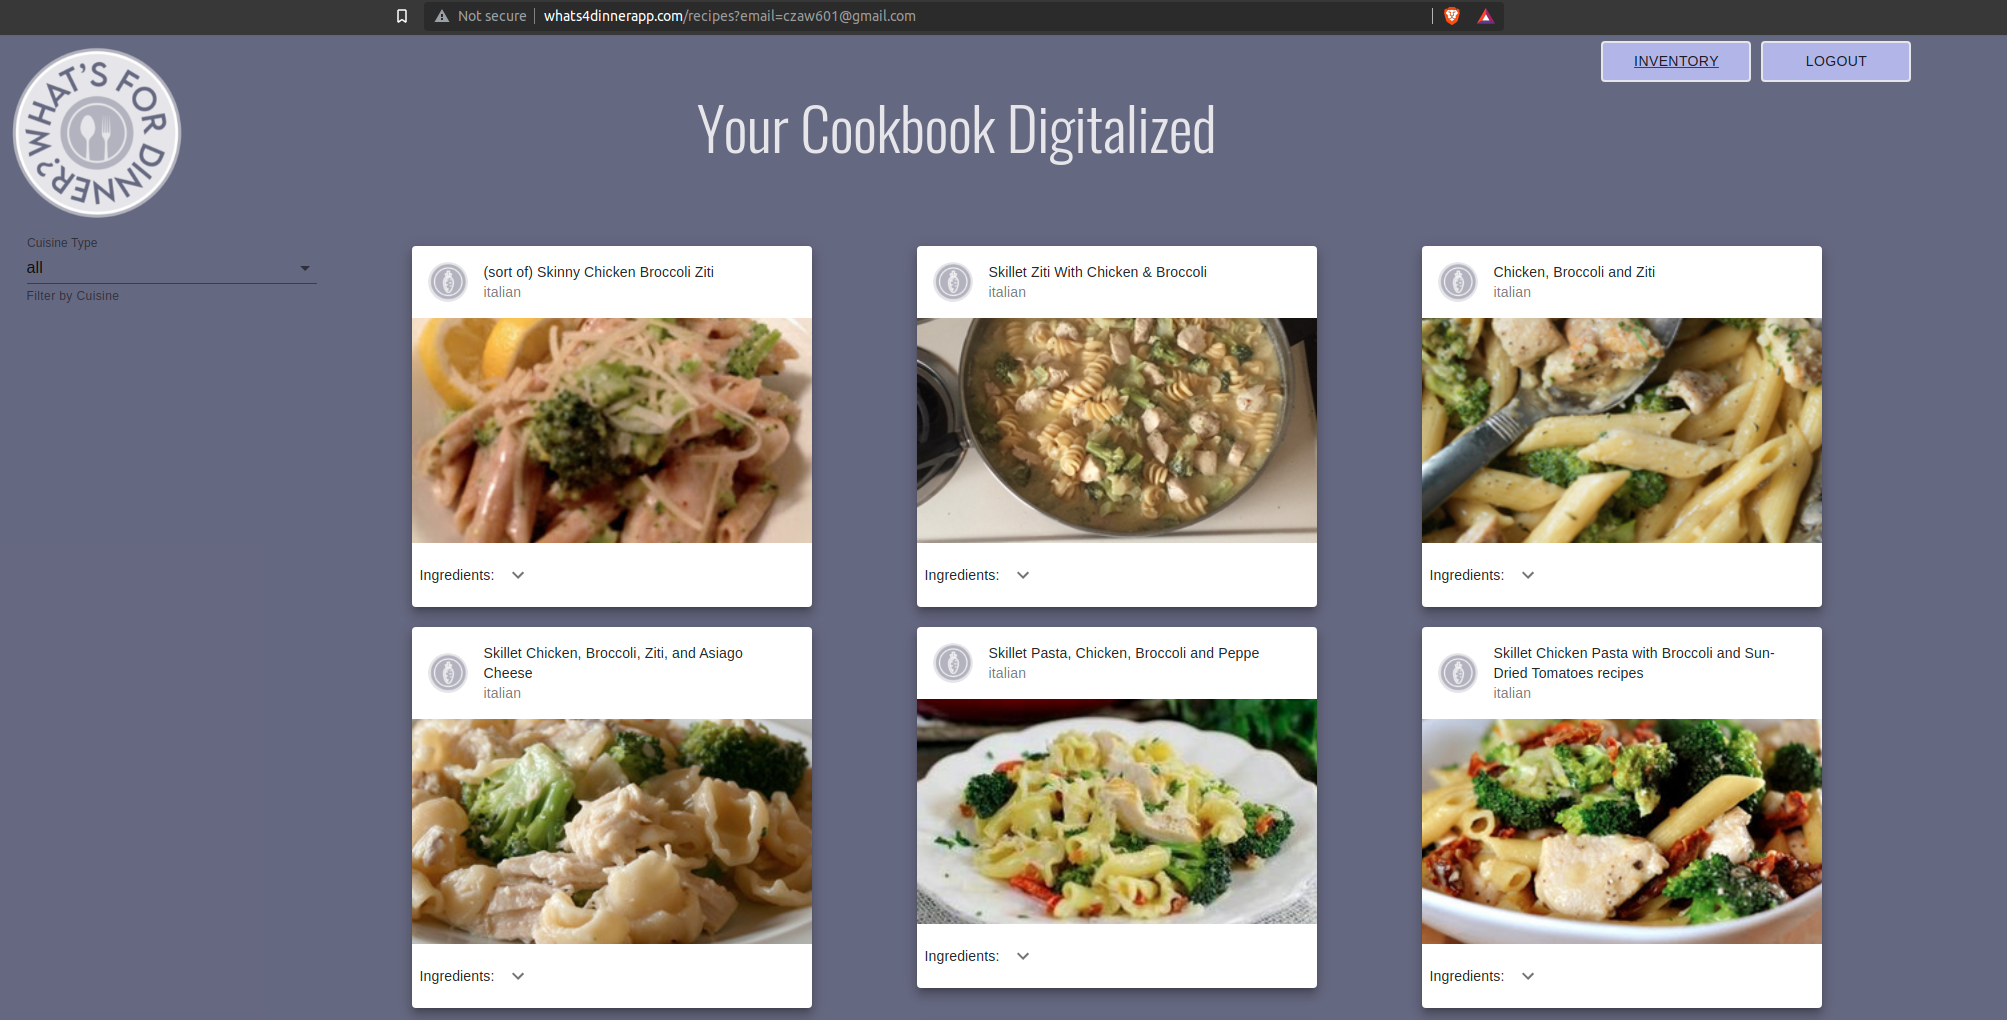 Not secure whats4dinnerapp.com/recipes?email=czaw601@gmail.com
WHAT'S FOR DINNER?
INVENTORY
LOGOUT
Your Cookbook Digitalized
Cuisine Type
all
Filter by Cuisine
(sort of) Skinny Chicken Broccoli Ziti
italian
Ingredients:
Skillet Ziti With Chicken & Broccoli
italian
Ingredients:
Chicken, Broccoli and Ziti
italian
Ingredients:
Skillet Chicken, Broccoli, Ziti, and Asiago
Cheese
italian
Ingredients:
Skillet Pasta, Chicken, Broccoli and Peppe
italian
Ingredients:
Skillet Chicken Pasta with Broccoli and Sun-
Dried Tomatoes recipes
italian
Ingredients: